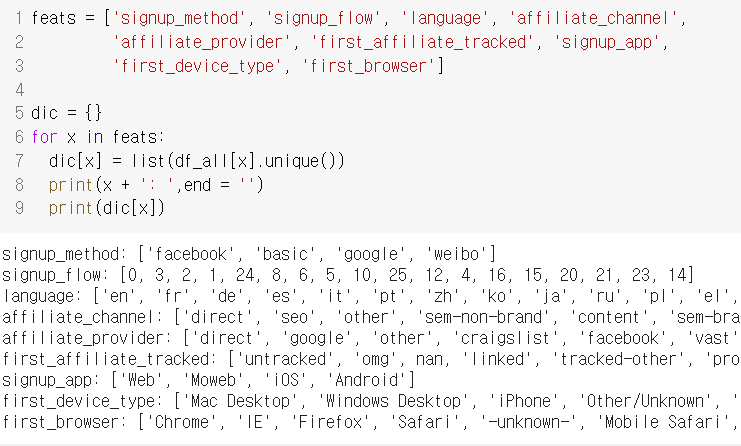 1 feats = ['signup_method', 'signup_flow', 'language', 'affiliate_channel',
2 'affiliate_provider', 'first_affiliate_tracked', 'signup_app',
3 'first_device_type', 'first_browser']
4
5 dic = {}
6 for x in feats:
7 dic[x] = list(df_all[x].unique())
8 print(x + ': ',end = '')
9 print(dic[x])
signup_method: ['facebook', 'basic', 'google', 'weibo']
signup_flow: [0, 3, 2, 1, 24, 8, 6, 5, 10, 25, 12, 4, 16, 15, 20, 21, 23, 14]
language: ['en', 'fr', 'de', 'es', 'it', 'pt', 'zh', 'ko', 'ja', 'ru', 'pl', 'el',
affiliate_channel: ['direct', 'seo', 'other', 'sem-non-brand', 'content', 'sem-bra
affiliate_provider: ['direct', 'google', 'other', 'craigslist', 'facebook', 'vast'
first_affiliate_tracked: ['untracked', 'omg', nan, 'linked', 'tracked-other', 'pro
signup_app: ['Web', 'Moweb', 'iOS', 'Android']
first_device_type: ['Mac Desktop', 'Windows Desktop', 'iPhone', 'Other/Unknown', '
first_browser: ['Chrome', 'IE', 'Firefox', 'Safari', '-unknown-', 'Mobile Safari',